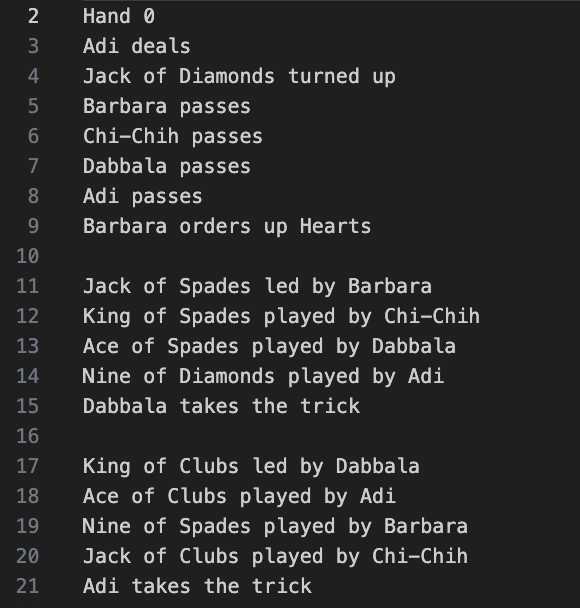 2 Hand 0
3 Adi deals
4 Jack of Diamonds turned up
5 Barbara passes
6 Chi-Chih passes
7 Dabbala passes
8 Adi passes
9 Barbara orders up Hearts
10
11 Jack of Spades led by Barbara
12 King of Spades played by Chi-Chih
13 Ace of Spades played by Dabbala
14 Nine of Diamonds played by Adi
15 Dabbala takes the trick
16
17 King of Clubs led by Dabbala
18 Ace of Clubs played by Adi
19 Nine of Spades played by Barbara
20 Jack of Clubs played by Chi-Chih
21 Adi takes the trick